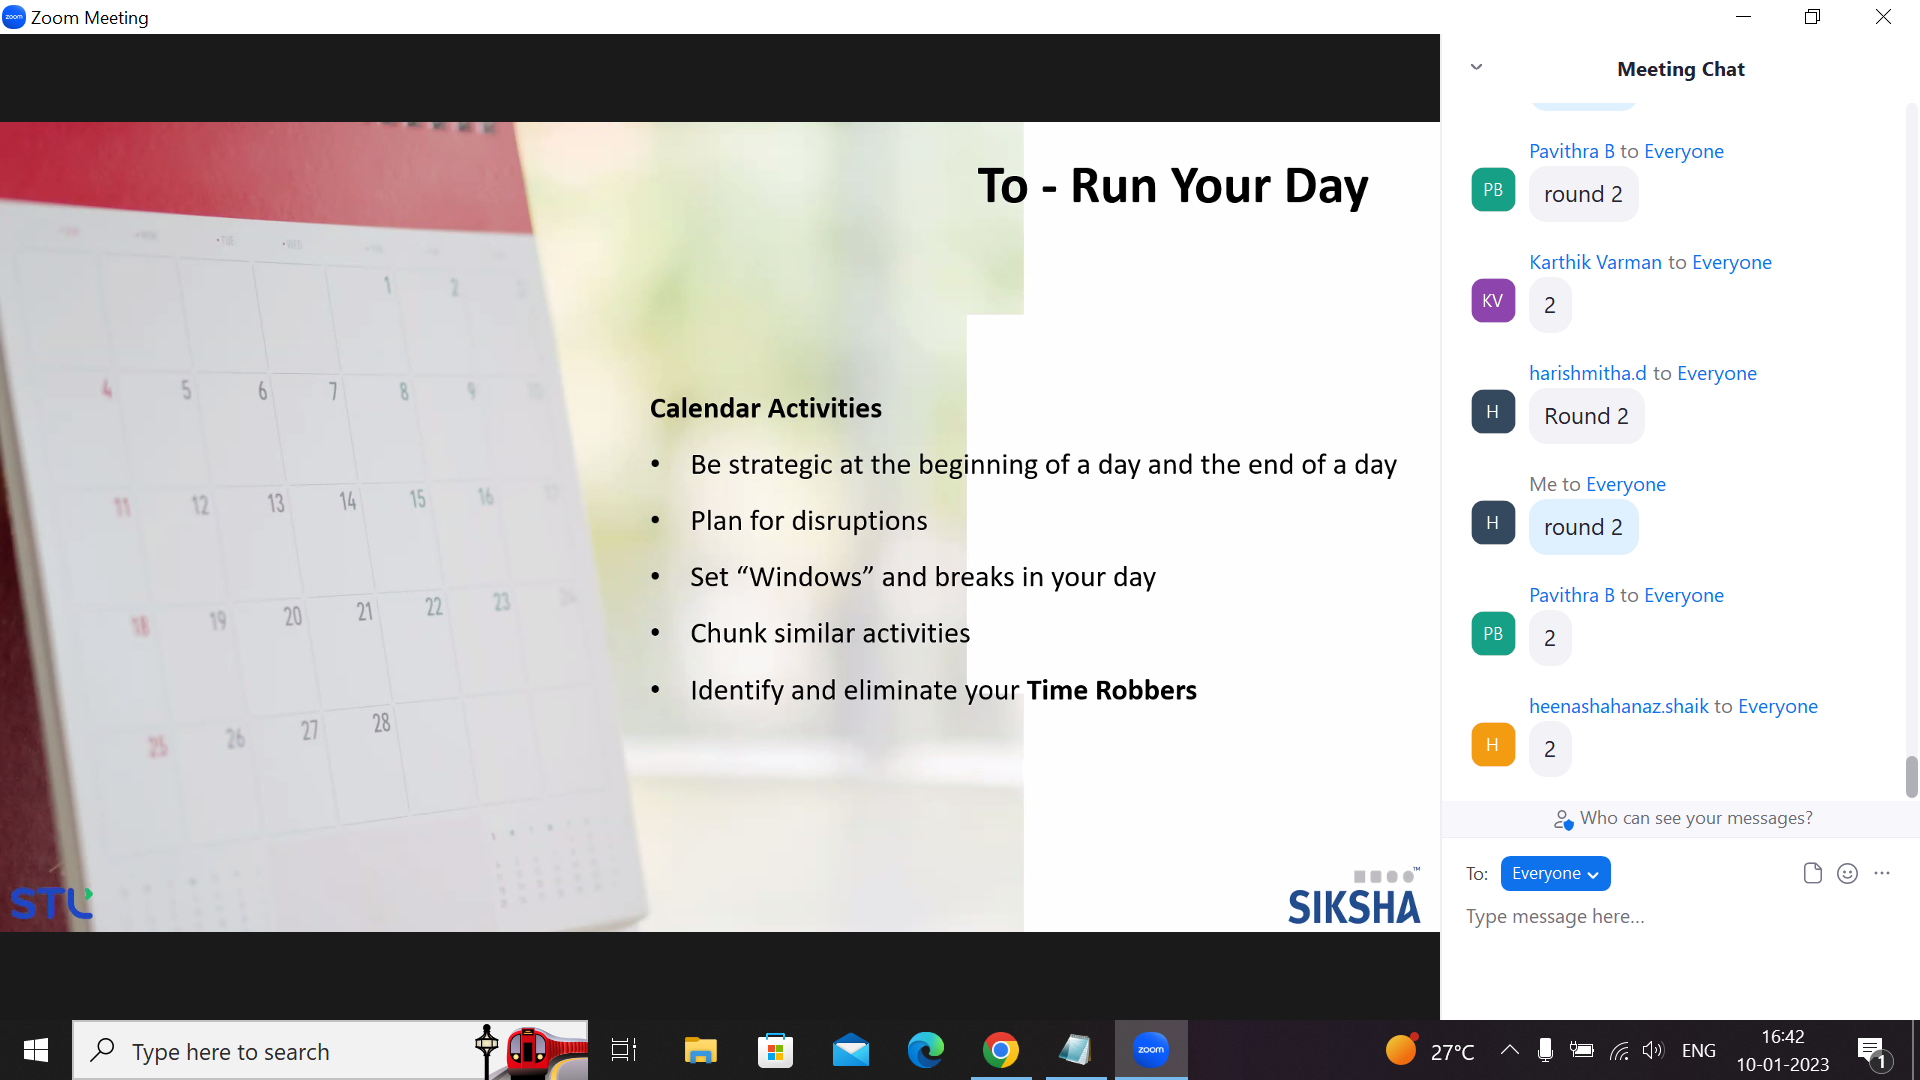 zoom Zoom Meeting
To - Run Your Day
1 2
4 5 6 7 8 9 10
11 12 13 14 15 16 17
18 19 20 21 22 23 24
25 26 27 28
Calendar Activities
• Be strategic at the beginning of a day and the end of a day
• Plan for disruptions
• Set “Windows” and breaks in your day
• Chunk similar activities
• Identify and eliminate your Time Robbers
STL
SIKSHA™
Meeting Chat
Pavithra B to Everyone
PB round 2
Karthik Varman to Everyone
KV 2
harishmitha.d to Everyone
H Round 2
Me to Everyone
H round 2
Pavithra B to Everyone
PB 2
heenashahanaz.shaik to Everyone
H 2
Who can see your messages?
To: Everyone
Type message here...
Type here to search
zoom
27°C
ENG
16:42
10-01-2023
1